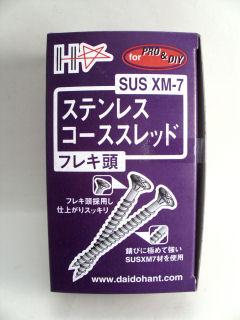 for PRO & DIY
SUS XM-7
ステンレス
コーススレッド
フレキ頭
フレキ頭採用し
仕上がりスッキリ
錆びに極めて強い
SUSXM7材を使用
www.daidohant.com